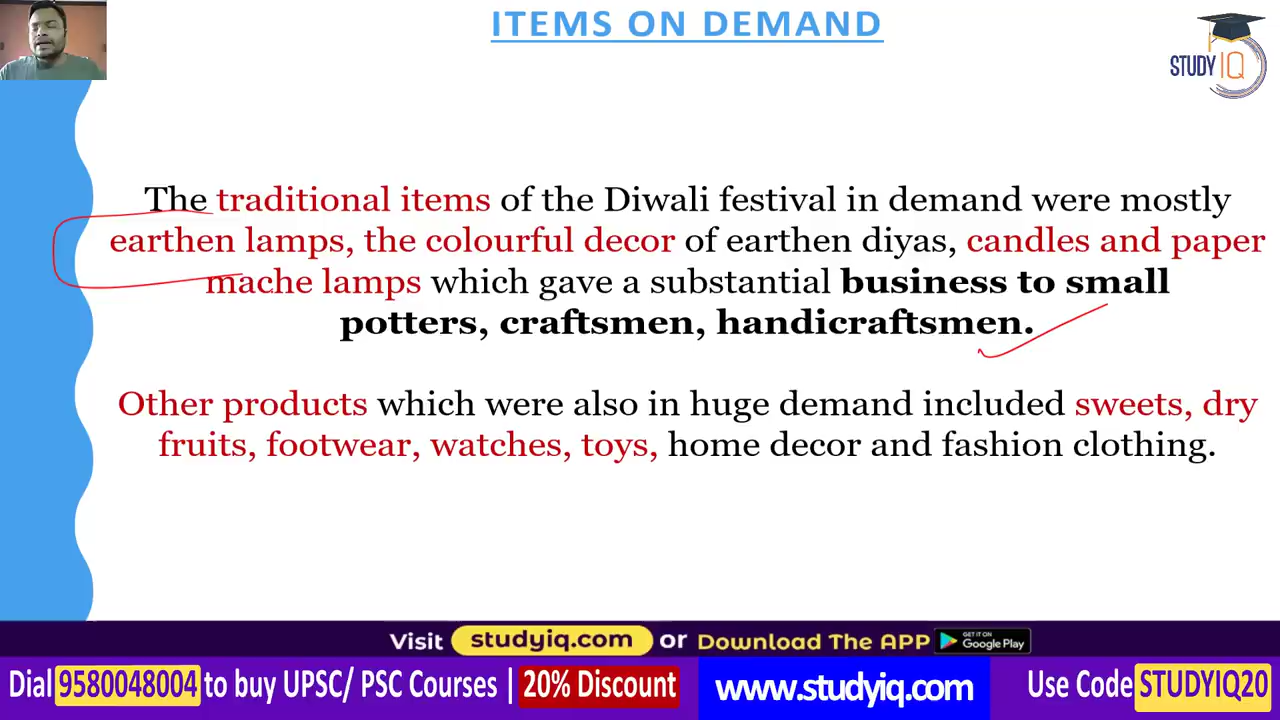 ITEMS ON DEMAND
STUDY IQ
The traditional items of the Diwali festival in demand were mostly
earthen lamps, the colourful decor of earthen diyas, candles and paper
mache lamps which gave a substantial business to small
potters, craftsmen, handicraftsmen.
Other products which were also in huge demand included sweets, dry
fruits, footwear, watches, toys, home decor and fashion clothing.
Visit studyiq.com or Download The APP GET IT ON Google Play
Dial 9580048004 to buy UPSC/ PSC Courses | 20% Discount www.studyiq.com Use Code STUDYIQ20